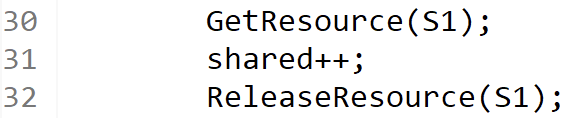 30 GetResource(S1);
31 shared++;
32 ReleaseResource(S1);